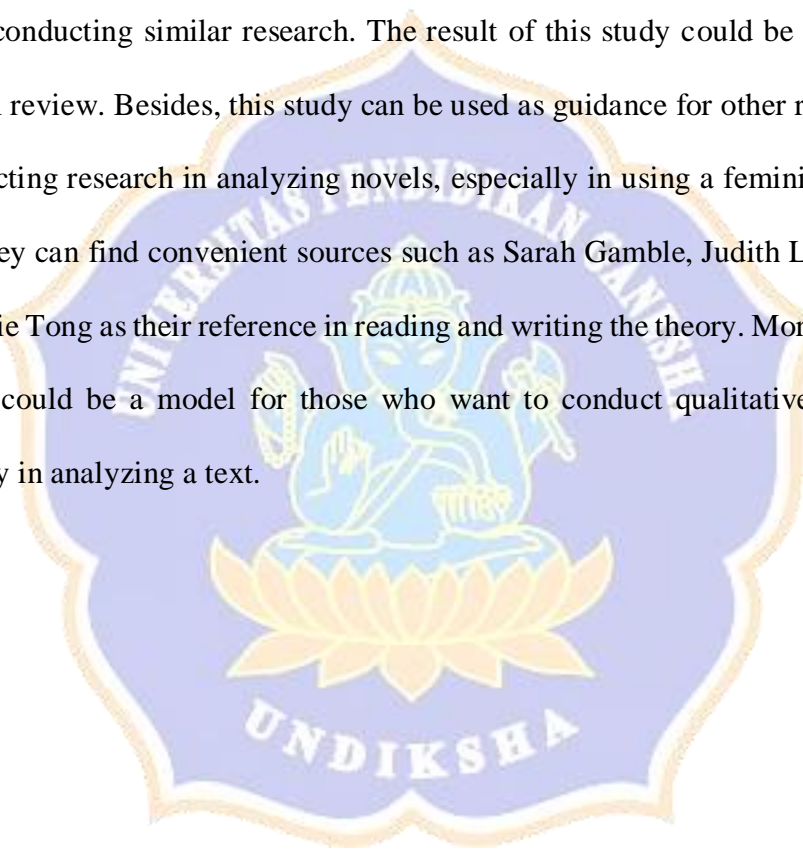 conducting similar research. The result of this study could be
review. Besides, this study can be used as guidance for other
cting research in analyzing novels, especially in using a femini
ey can find convenient sources such as Sarah Gamble, Judith L
ie Tong as their reference in reading and writing the theory. Mor
could be a model for those who want to conduct qualitative
y in analyzing a text.
UNIVERSITAS PENDIDIKAN GANESHA
UNDIKSHA